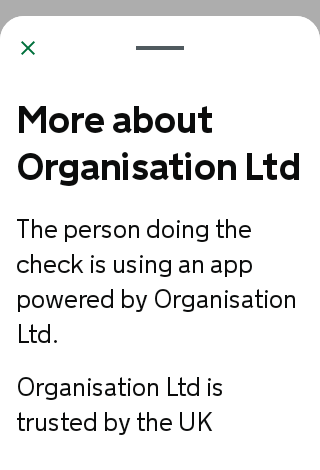 More about
Organisation Ltd
The person doing the
check is using an app
powered by Organisation
Ltd.
Organisation Ltd is
trusted by the UK